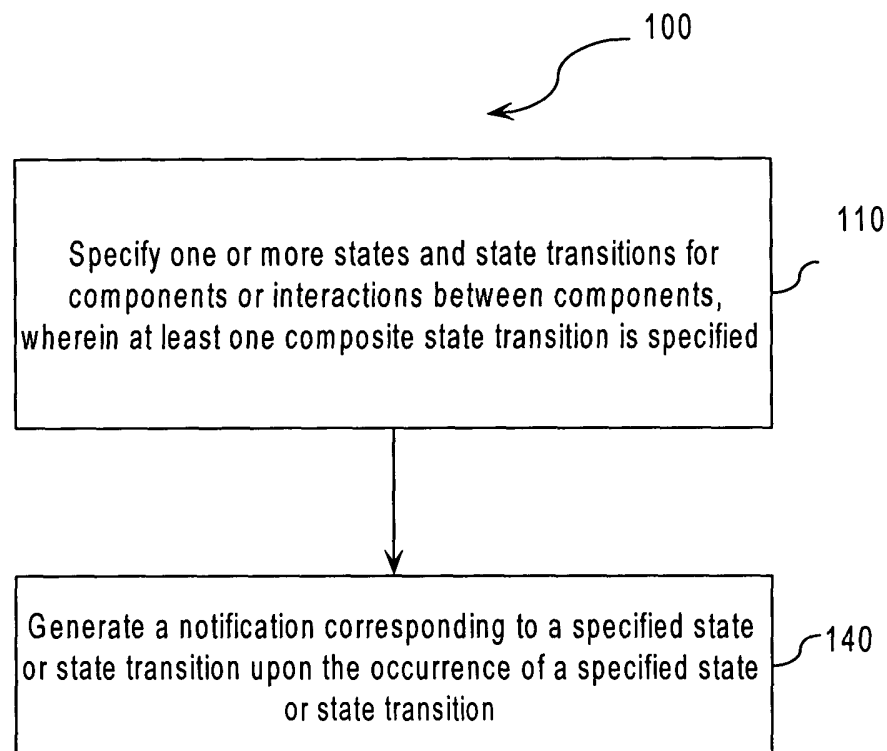 100
110
Specify one or more states and state transitions for
components or interactions between components,
wherein at least one composite state transition is specified
Generate a notification corresponding to a specified state
or state transition upon the occurrence of a specified state
or state transition
140